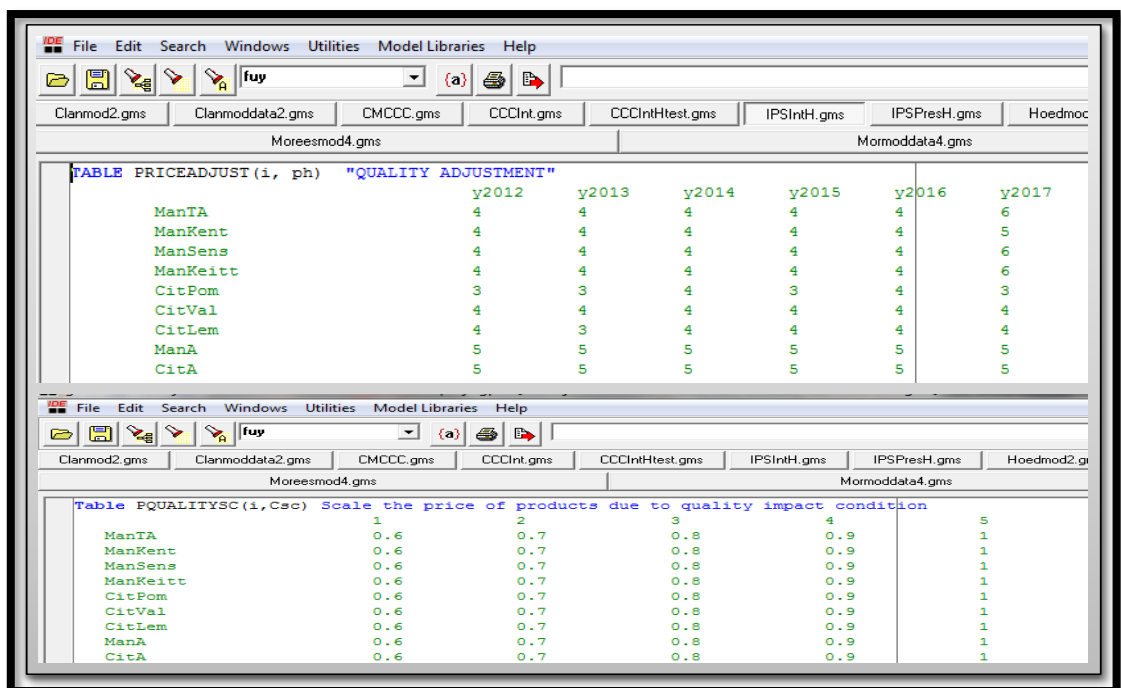 IDE File Edit Search Windows Utilities Model Libraries Help
fuy {a}
Clanmod2.gms Clanmoddata2.gms CMCCC.gms CCCInt.gms CCCIntHtest.gms IPSIntH.gms IPSPresH.gms Hoedmod
Moreesmod4.gms Mormoddata4.gms
TABLE PRICEADJUST(i, ph) "QUALITY ADJUSTMENT"
y2012 y2013 y2014 y2015 y2016 y2017
ManTA 4 4 4 4 4 6
ManKent 4 4 4 4 4 5
ManSens 4 4 4 4 4 6
ManKeitt 4 4 4 4 4 6
CitPom 3 3 4 3 4 3
CitVal 4 4 4 4 4 4
CitLem 4 3 4 4 4 4
ManA 5 5 5 5 5 5
CitA 5 5 5 5 5 5
IDE File Edit Search Windows Utilities Model Libraries Help
fuy {a}
Clanmod2.gms Clanmoddata2.gms CMCCC.gms CCCInt.gms CCCIntHtest.gms IPSIntH.gms IPSPresH.gms Hoedmod2.g
Moreesmod4.gms Mormoddata4.gms
Table PQUALITYSC(i,Csc) Scale the price of products due to quality impact condition
1 2 3 4 5
ManTA 0.6 0.7 0.8 0.9 1
ManKent 0.6 0.7 0.8 0.9 1
ManSens 0.6 0.7 0.8 0.9 1
ManKeitt 0.6 0.7 0.8 0.9 1
CitPom 0.6 0.7 0.8 0.9 1
CitVal 0.6 0.7 0.8 0.9 1
CitLem 0.6 0.7 0.8 0.9 1
ManA 0.6 0.7 0.8 0.9 1
CitA 0.6 0.7 0.8 0.9 1